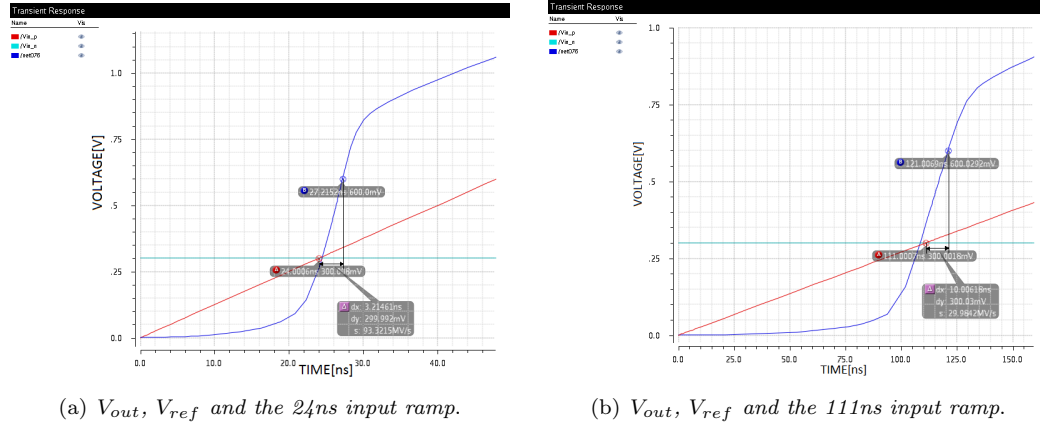 Transient Response
Name Vis
/Vin_p
/Vin_n
/net076
VOLTAGE[V]
1.0
.75
.5
.25
0.0
27.2152ns 600.0mV
24.0006ns 300.008mV
dx: 3.21461ns
dy: 299.992mV
s: 93.3215MV/s
0.0 10.0 20.0 30.0 40.0
TIME[ns]
(a) Vout, Vref and the 24ns input ramp.
Transient Response
Name Vis
/Vin_p
/Vin_n
/net076
VOLTAGE[V]
1.0
.75
.5
.25
0.0
121.0069ns 600.0292mV
111.0007ns 300.0018mV
dx: 10.00618ns
dy: 300.03mV
s: 29.9842MV/s
0.0 25.0 50.0 75.0 100.0 125.0 150.0
TIME[ns]
(b) Vout, Vref and the 111ns input ramp.